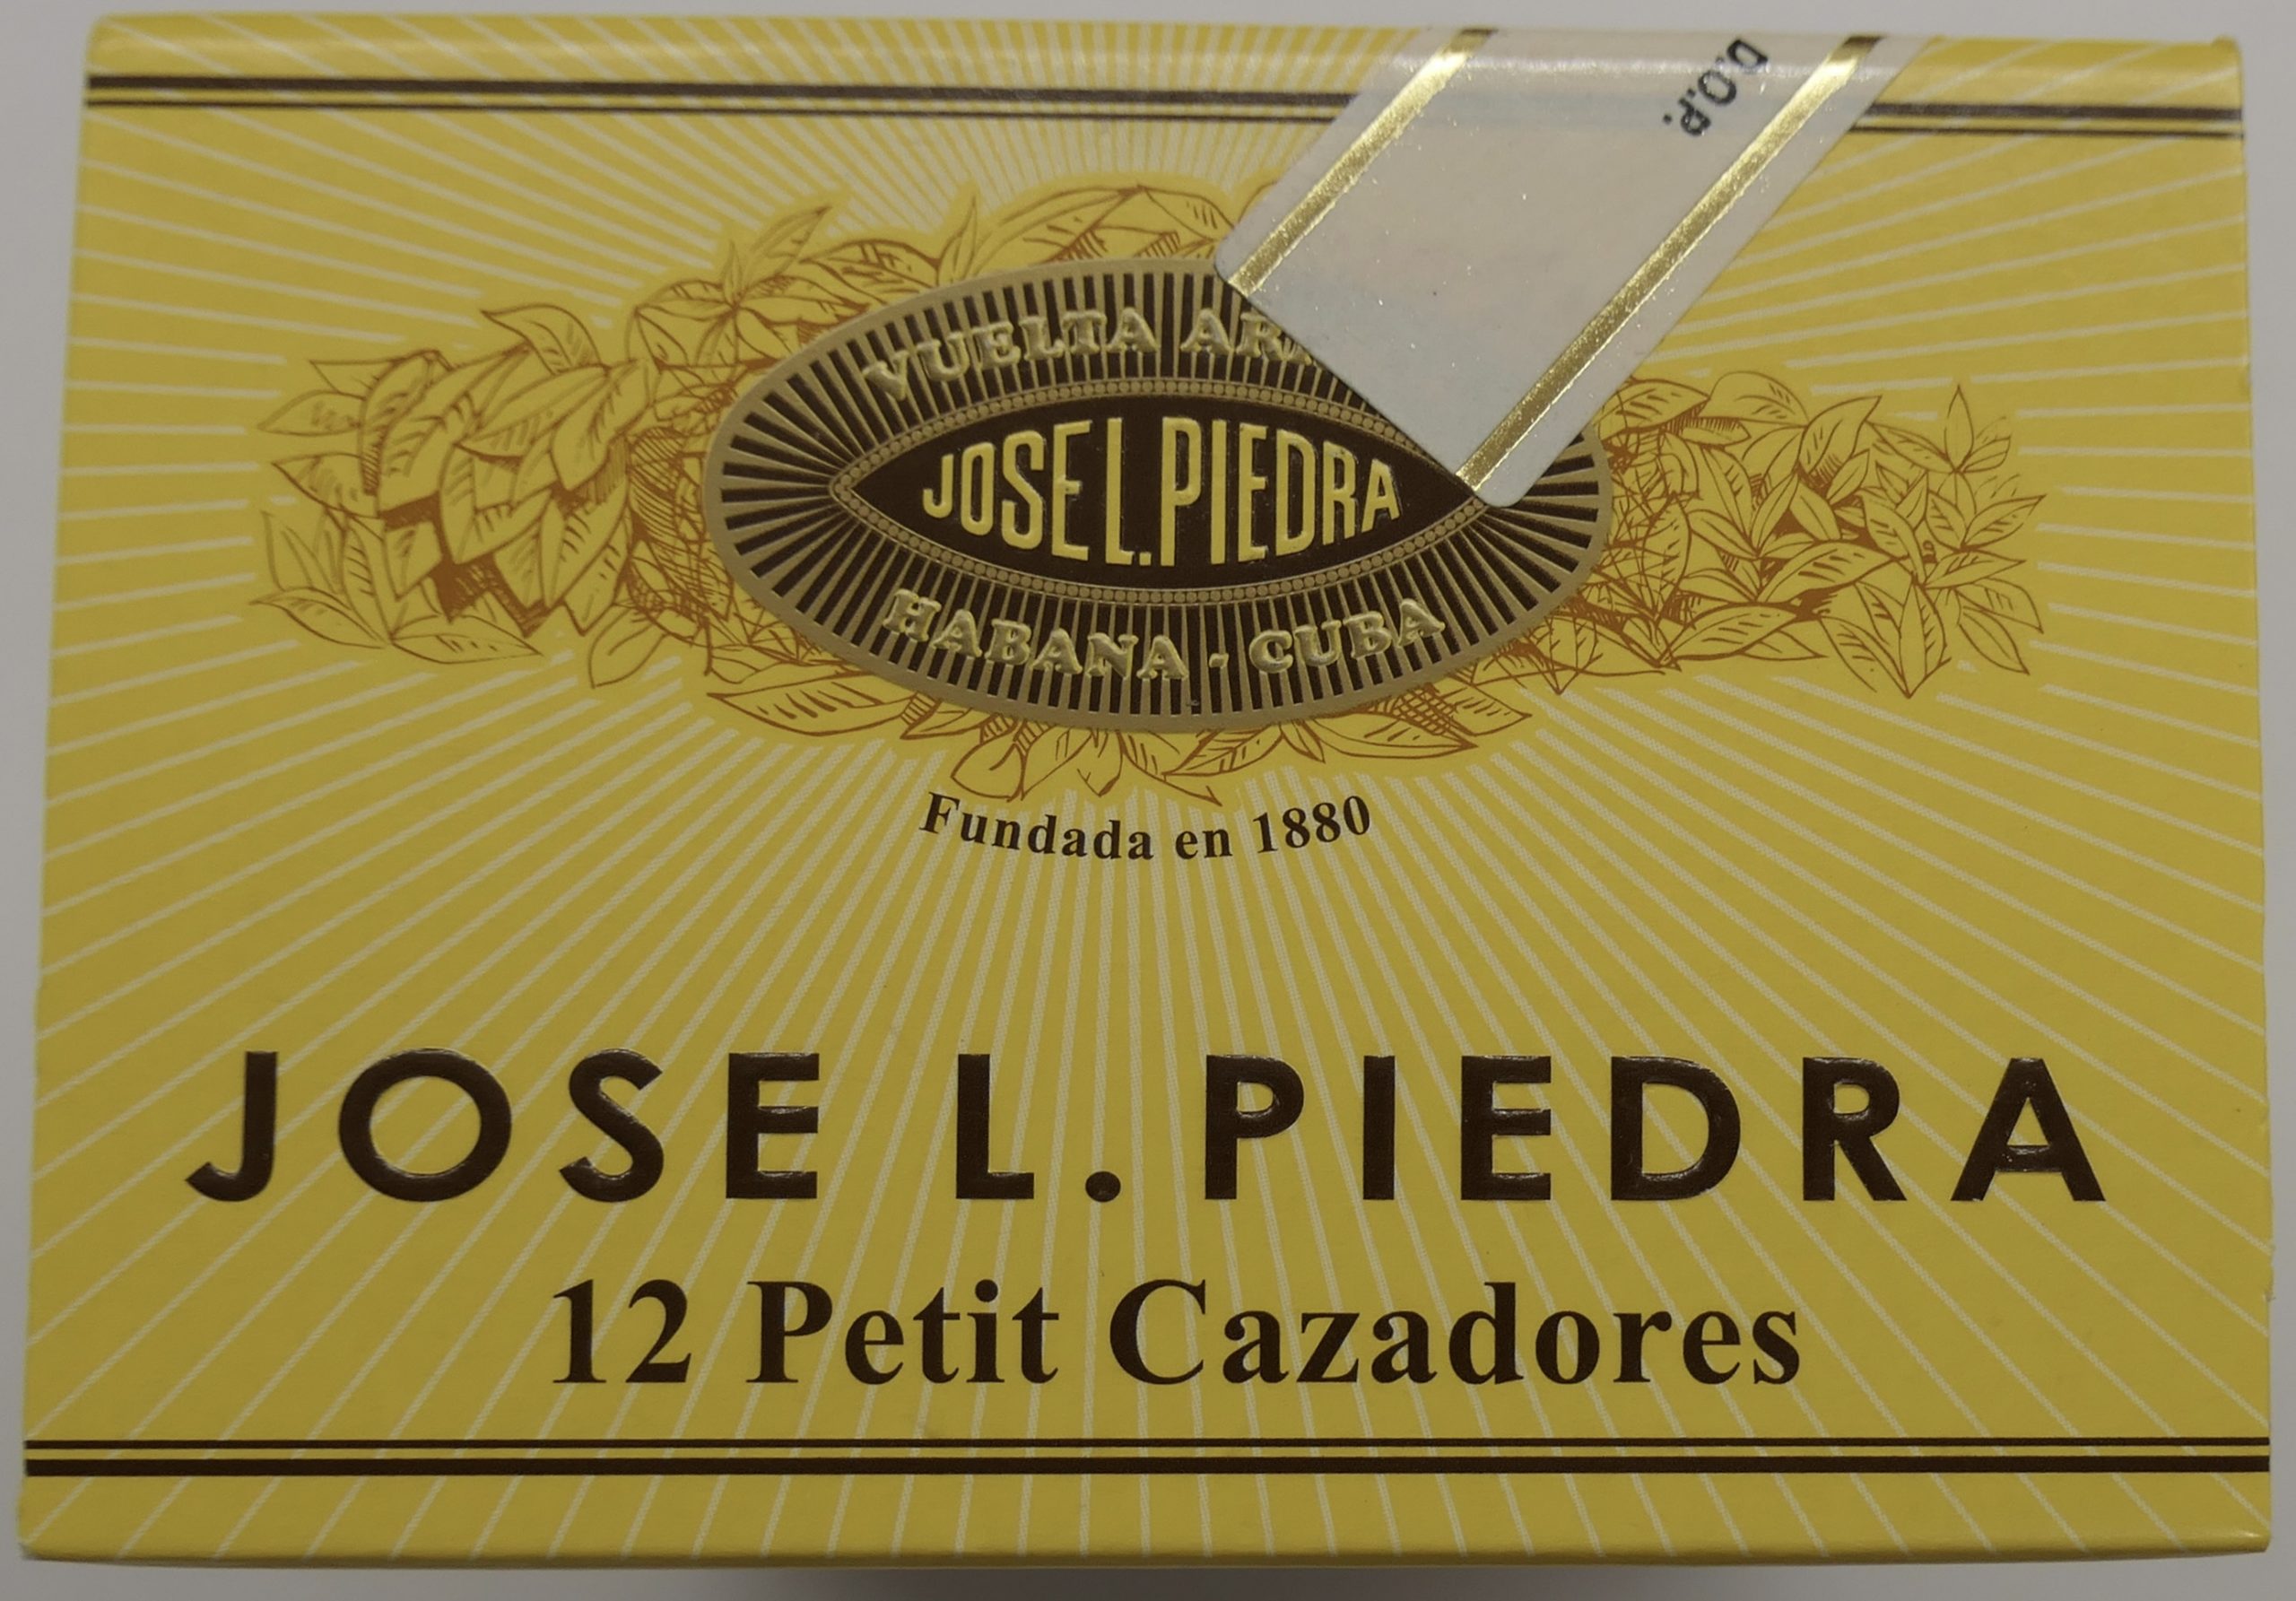 D.O.P.
VUELTA
JOSE L. PIEDRA
HABANA - CUBA
Fundada en 1880
JOSE L. PIEDRA
12 Petit Cazadores